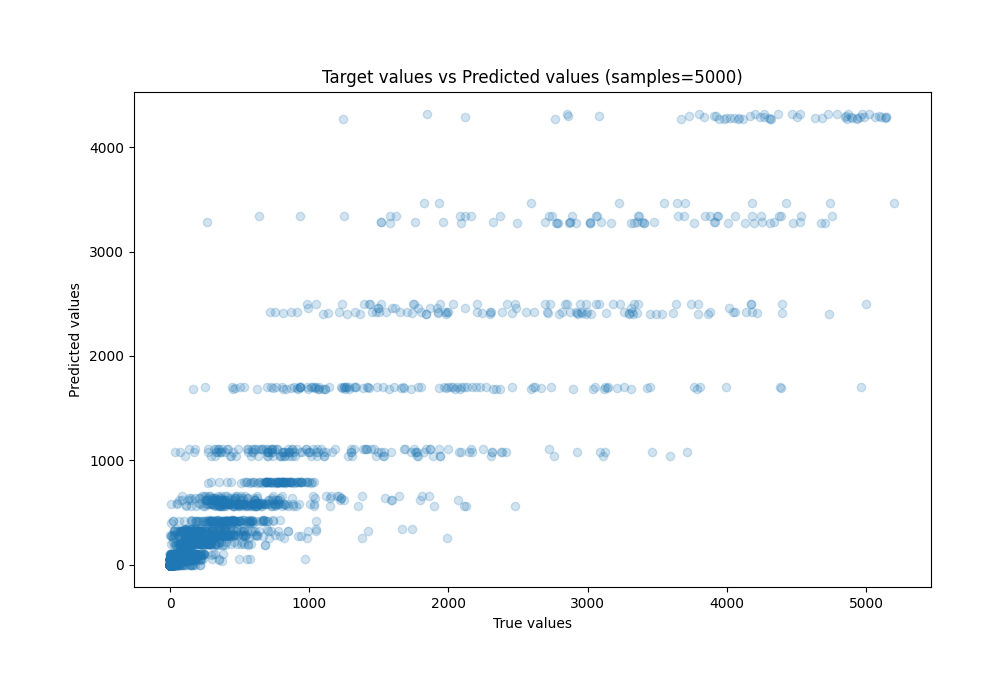 Target values vs Predicted values (samples=5000)
4000
3000
2000
1000
0
Predicted values
0 1000 2000 3000 4000 5000
True values